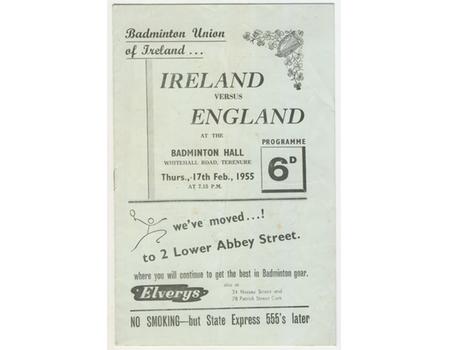 Badminton Union
of Ireland...
IRELAND
VERSUS
ENGLAND
AT THE
BADMINTON HALL
WHITEHALL ROAD, TERENURE
Thurs., 17th Feb., 1955
AT 7.15 P.M.
PROGRAMME
6D
we've moved...!
to 2 Lower Abbey Street.
where you will continue to get the best in Badminton gear.
Elverys
also at
34 Nassau Street and
78 Patrick Street Cork
NO SMOKING—but State Express 555's later